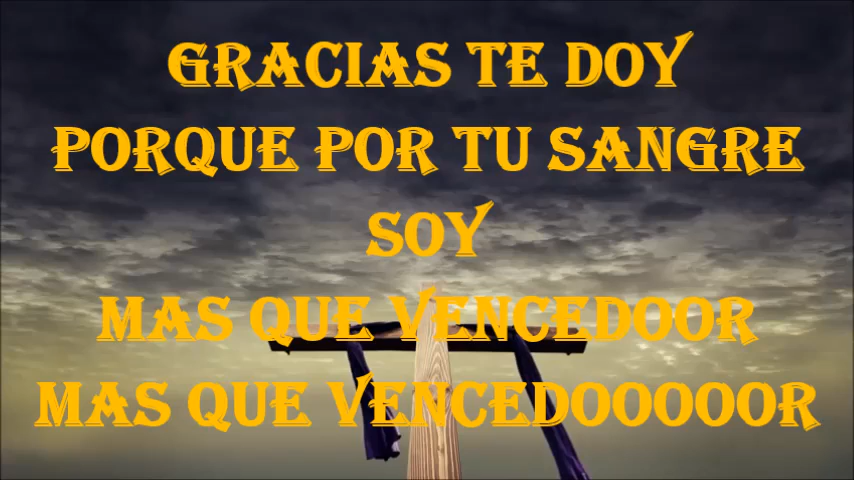 GRACIAS TE DOY
PORQUE POR TU SANGRE
SOY
MAS QUE VENCEDOOR
MAS QUE VENCEDOOOOOR